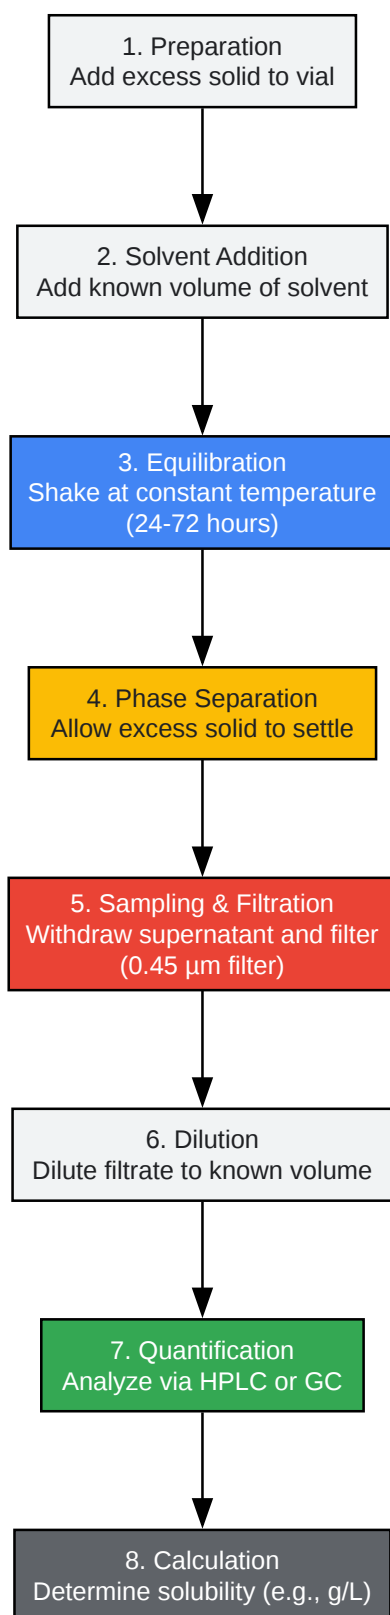 1. Preparation
Add excess solid to vial
2. Solvent Addition
Add known volume of solvent
3. Equilibration
Shake at constant temperature
(24-72 hours)
4. Phase Separation
Allow excess solid to settle
5. Sampling & Filtration
Withdraw supernatant and filter
(0.45 µm filter)
6. Dilution
Dilute filtrate to known volume
7. Quantification
Analyze via HPLC or GC
8. Calculation
Determine solubility (e.g., g/L)